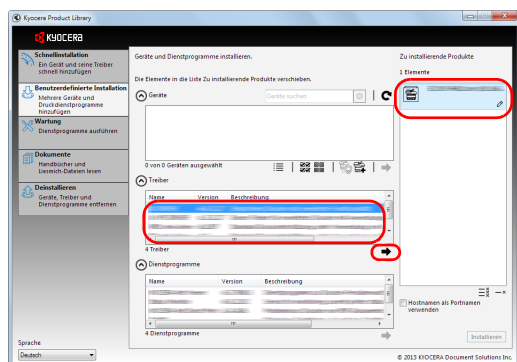 Kyocera Product Library
KYOCERA
Schnellinstallation
Ein Gerät und seine Treiber
schnell hinzufügen
Benutzerdefinierte Installation
Mehrere Geräte und
Druckdienstprogramme
hinzufügen
Wartung
Dienstprogramme ausführen
Dokumente
Handbücher und
Liesmich-Dateien lesen
Deinstallieren
Geräte, Treiber und
Dienstprogramme entfernen
Sprache
Deutsch
Geräte und Dienstprogramme installieren.
Die Elemente in die Liste Zu installierende Produkte verschieben.
Geräte
Geräte suchen
0 von 0 Geräten ausgewählt
Treiber
Name Version Beschreibung
4 Treiber
Dienstprogramme
Name Version Beschreibung
4 Dienstprogramme
Zu installierende Produkte
1 Elemente
Hostnamen als Portnamen
verwenden
Installieren
© 2013 KYOCERA Document Solutions Inc.